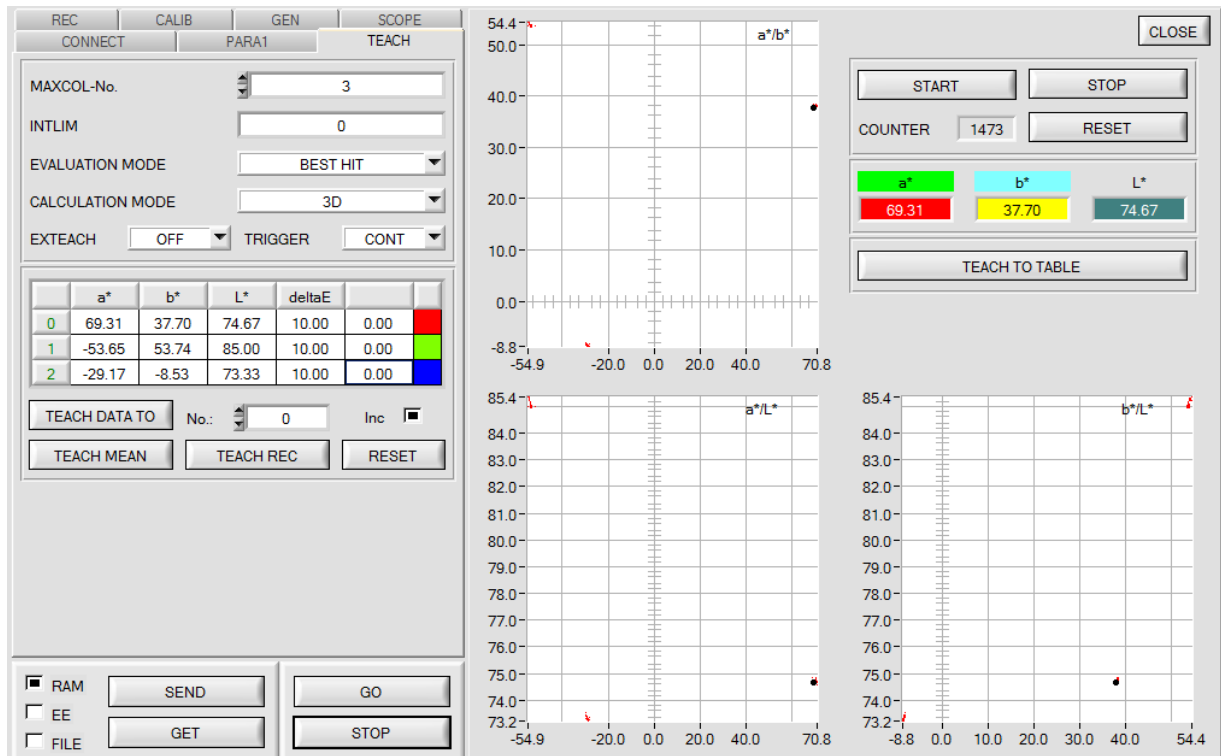 REC CALIB GEN SCOPE
CONNECT PARA1 TEACH
MAXCOL-No. 3
INTLIM 0
EVALUATION MODE BEST HIT
CALCULATION MODE 3D
EXTEACH OFF TRIGGER CONT
a* b* L* deltaE
0 69.31 37.70 74.67 10.00 0.00
1 -53.65 53.74 85.00 10.00 0.00
2 -29.17 -8.53 73.33 10.00 0.00
TEACH DATA TO No.: 0 Inc
TEACH MEAN TEACH REC RESET
RAM SEND GO
EE
GET STOP
FILE
a*/b*
54.4
50.0
40.0
30.0
20.0
10.0
0.0
-8.8
-54.9 -20.0 0.0 20.0 40.0 70.8
CLOSE
START STOP
COUNTER 1473 RESET
a* b* L*
69.31 37.70 74.67
TEACH TO TABLE
a*/L*
85.4
84.0
83.0
82.0
81.0
80.0
79.0
78.0
77.0
76.0
75.0
74.0
73.2
-54.9 -20.0 0.0 20.0 40.0 70.8
b*/L*
85.4
84.0
83.0
82.0
81.0
80.0
79.0
78.0
77.0
76.0
75.0
74.0
73.2
-8.8 0.0 10.0 20.0 30.0 40.0 54.4